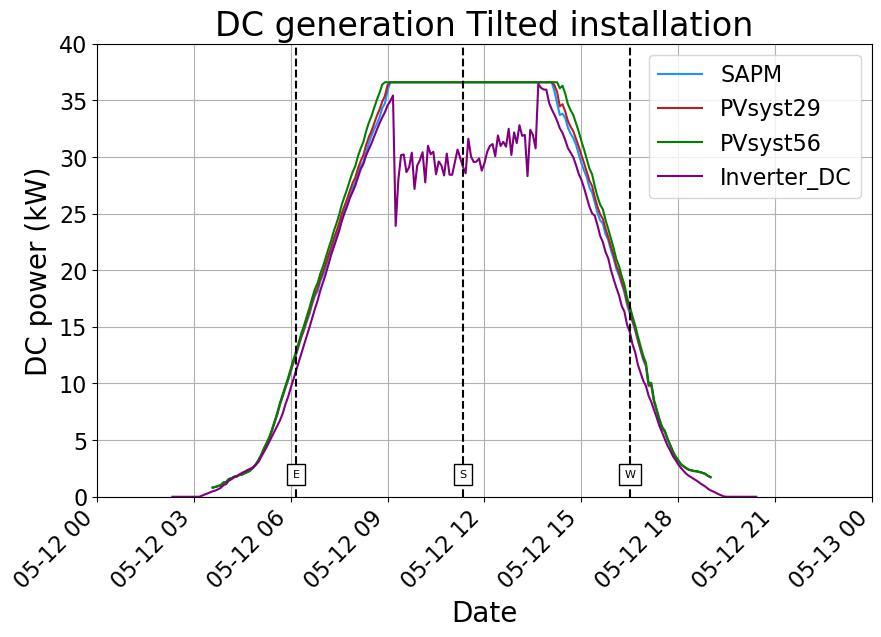 DC generation Tilted installation
DC power (kW)
40
35
30
25
20
15
10
5
0
SAPM
PVsyst29
PVsyst56
Inverter_DC
E
S
W
05-12 00
05-12 03
05-12 06
05-12 09
05-12 12
05-12 15
05-12 18
05-12 21
05-13 00
Date